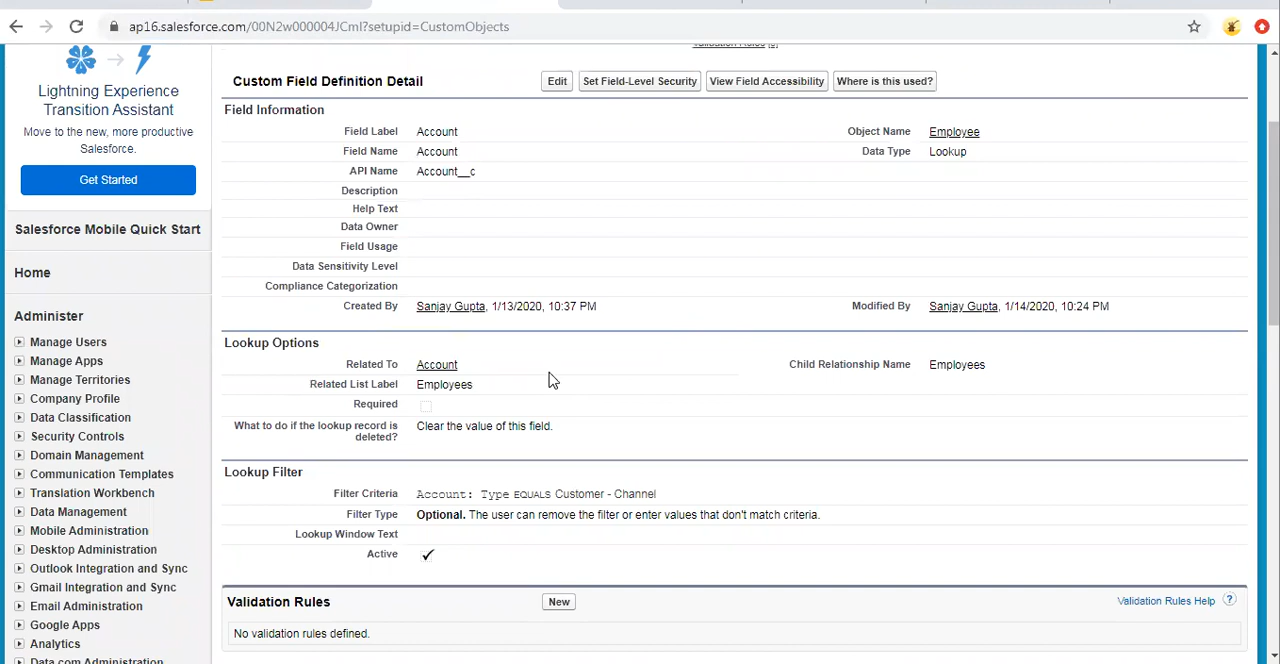 ap16.salesforce.com/00N2w000004JCmI?setupid=CustomObjects
Validation Rules [0]
Lightning Experience
Transition Assistant
Move to the new, more productive
Salesforce.
Get Started
Salesforce Mobile Quick Start
Home
Administer
Manage Users
Manage Apps
Manage Territories
Company Profile
Data Classification
Security Controls
Domain Management
Communication Templates
Translation Workbench
Data Management
Mobile Administration
Desktop Administration
Outlook Integration and Sync
Gmail Integration and Sync
Email Administration
Google Apps
Analytics
Data.com Administration
Custom Field Definition Detail Edit Set Field-Level Security View Field Accessibility Where is this used?
Field Information
Field Label Account Object Name Employee
Field Name Account Data Type Lookup
API Name Account__c
Description
Help Text
Data Owner
Field Usage
Data Sensitivity Level
Compliance Categorization
Created By Sanjay Gupta, 1/13/2020, 10:37 PM Modified By Sanjay Gupta, 1/14/2020, 10:24 PM
Lookup Options
Related To Account Child Relationship Name Employees
Related List Label Employees
Required
What to do if the lookup record is Clear the value of this field.
deleted?
Lookup Filter
Filter Criteria Account: Type EQUALS Customer - Channel
Filter Type Optional. The user can remove the filter or enter values that don't match criteria.
Lookup Window Text
Active
Validation Rules New Validation Rules Help ?
No validation rules defined.